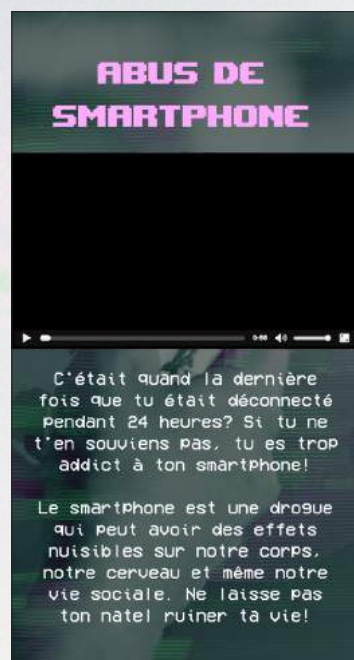 ABUS DE
SMARTPHONE
0:56
C'était quand la dernière
fois que tu était déconnecté
pendant 24 heures? Si tu ne
t'en souviens pas, tu es trop
addict à ton smartphone!
Le smartphone est une drogue
qui peut avoir des effets
nuisibles sur notre corps,
notre cerveau et même notre
vie sociale. Ne laisse pas
ton natel ruiner ta vie!